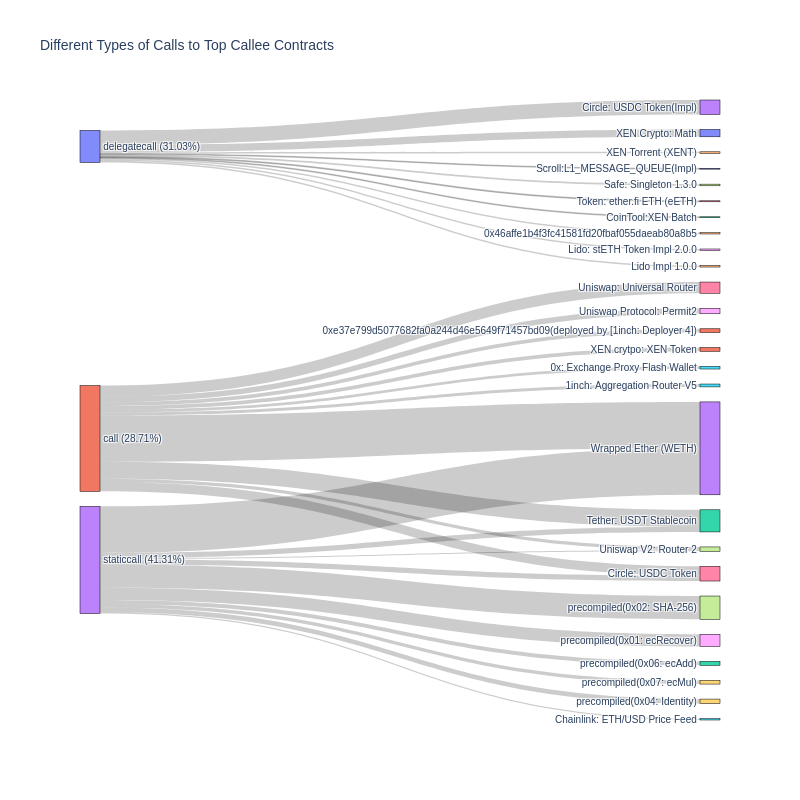 Different Types of Calls to Top Callee Contracts
Circle: USDC Token(Impl)
XEN Crypto: Math
delegatecall (31.03%)
XEN Torrent (XENT)
Scroll:L1_MESSAGE_QUEUE(Impl)
Safe: Singleton 1.3.0
Token: ether.fi ETH (eETH)
CoinTool:XEN Batch
0x46affe1b4f3fc41581fd20fbaf055daeab80a8b5
Lido: stETH Token Impl 2.0.0
Lido Impl 1.0.0
Uniswap: Universal Router
Uniswap Protocol: Permit2
0xe37e799d5077682fa0a244d46e5649f71457bd09(deployed by [1inch: Deployer 4])
XEN crytpo: XEN Token
0x: Exchange Proxy Flash Wallet
1inch: Aggregation Router V5
call (28.71%)
Wrapped Ether (WETH)
Tether: USDT Stablecoin
Uniswap V2: Router 2
staticcall (41.31%)
Circle: USDC Token
precompiled(0x02: SHA-256)
precompiled(0x01: ecRecover)
precompiled(0x06: ecAdd)
precompiled(0x07: ecMul)
precompiled(0x04: Identity)
Chainlink: ETH/USD Price Feed